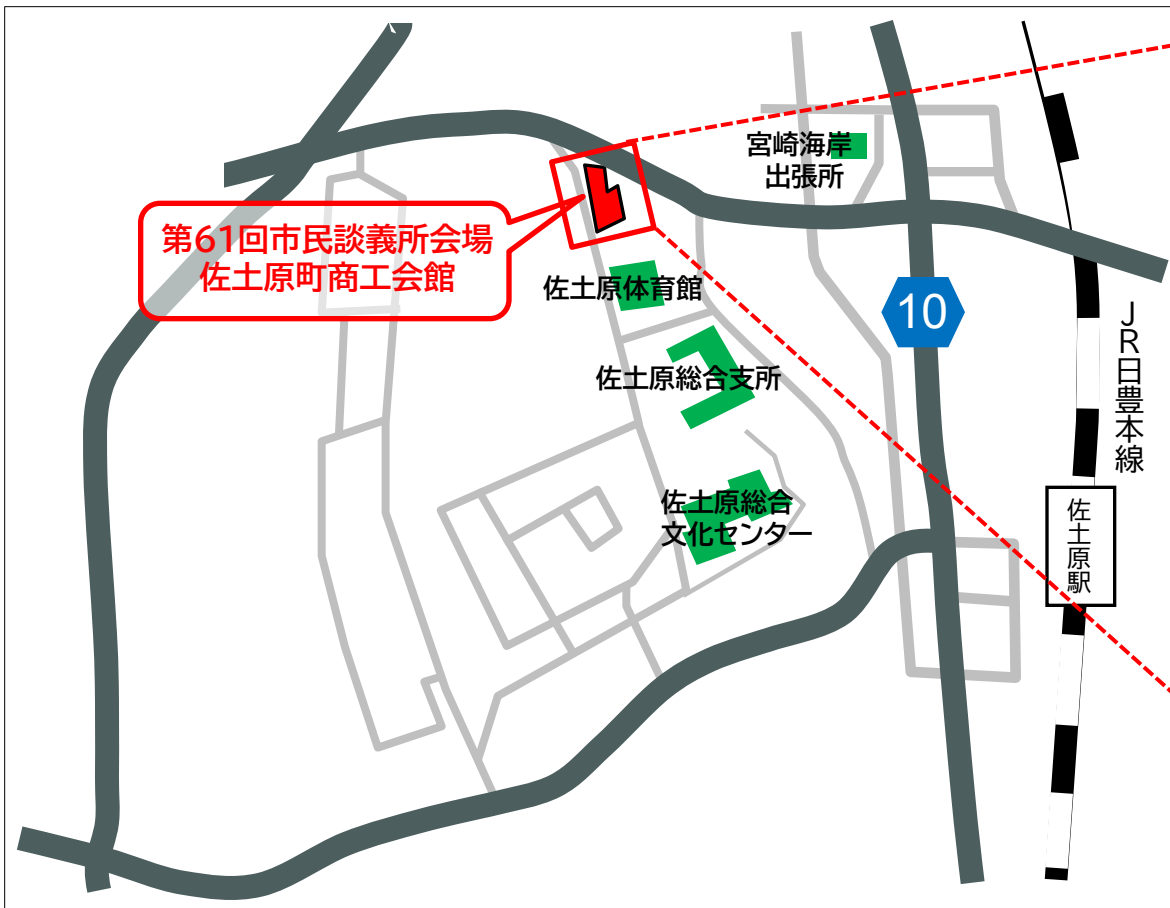 宮崎海岸
出張所
第61回市民談義所会場
佐土原町商工会館
佐土原体育館
10
JR日豊本線
佐土原総合支所
佐土原総合
文化センター
佐土原駅